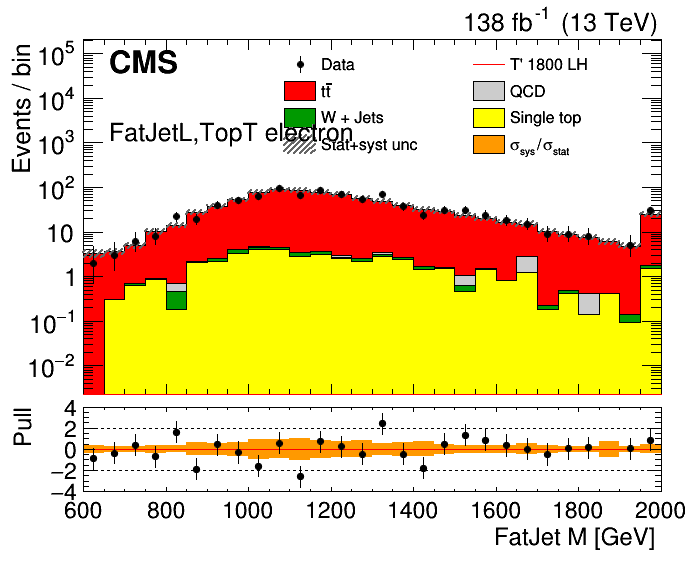 138 fb⁻¹ (13 TeV)
CMS
Data
T' 1800 LH
tt̄
QCD
W + Jets
Single top
FatJetL,TopT electron
Stat+syst unc
σsys/σstat
Events / bin
10⁵
10⁴
10³
10²
10
1
10⁻¹
10⁻²
Pull
4
2
0
−2
−4
600 800 1000 1200 1400 1600 1800 2000
FatJet M [GeV]